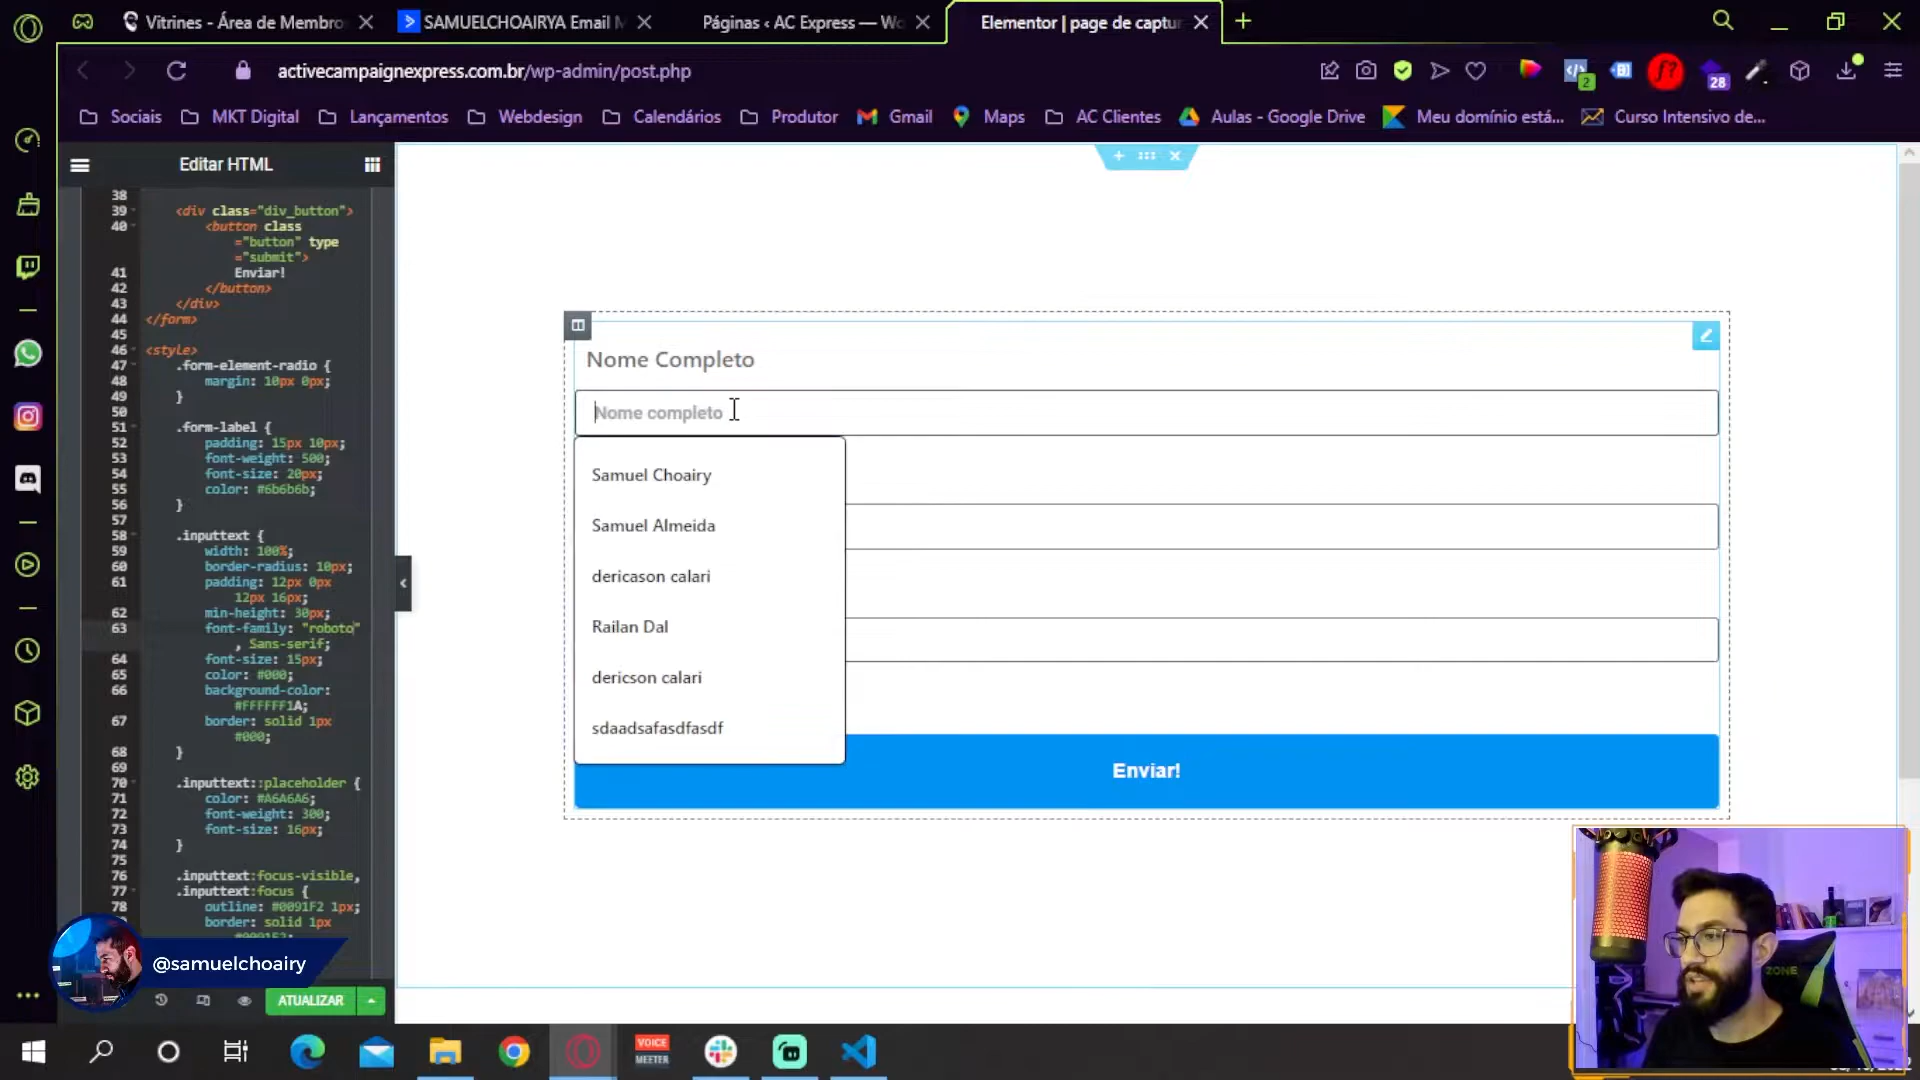 Vitrines - Área de Membro
SAMUELCHOAIRYA Email M
Páginas ‹ AC Express — Wo
Elementor | page de captur
activecampaignexpress.com.br/wp-admin/post.php
2
f?
28
Sociais
MKT Digital
Lançamentos
Webdesign
Calendários
Produtor
Gmail
Maps
AC Clientes
Aulas - Google Drive
Meu domínio está...
Curso Intensivo de...
Editar HTML
38
39 <div class="div_button">
40 <button class
="button" type
="submit">
41 Enviar!
42 </button>
43 </div>
44 </form>
45
46 <style>
47 .form-element-radio {
48 margin: 10px 0px;
49 }
50
51 .form-label {
52 padding: 15px 10px;
53 font-weight: 500;
54 font-size: 20px;
55 color: #6b6b6b;
56 }
57
58 .inputtext {
59 width: 100%;
60 border-radius: 10px;
61 padding: 12px 0px
12px 16px;
62 min-height: 30px;
63 font-family: "roboto"
, Sans-serif;
64 font-size: 15px;
65 color: #000;
66 background-color:
#FFFFFF1A;
67 border: solid 1px
#000;
68 }
69
70 .inputtext::placeholder {
71 color: #A6A6A6;
72 font-weight: 300;
73 font-size: 16px;
74 }
75
76 .inputtext:focus-visible,
77 .inputtext:focus {
78 outline: #0091F2 1px;
border: solid 1px
ATUALIZAR
Nome Completo
Nome completo
Samuel Choairy
Samuel Almeida
dericason calari
Railan Dal
dericson calari
sdaadsafasdfasdf
Enviar!
@samuelchoairy
ZONE
VOICE
MEETER